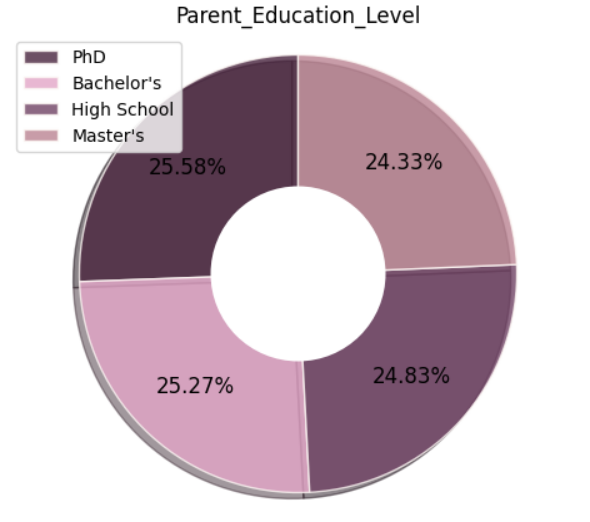 Parent_Education_Level
PhD
Bachelor's
High School
Master's
25.58%
24.33%
25.27%
24.83%